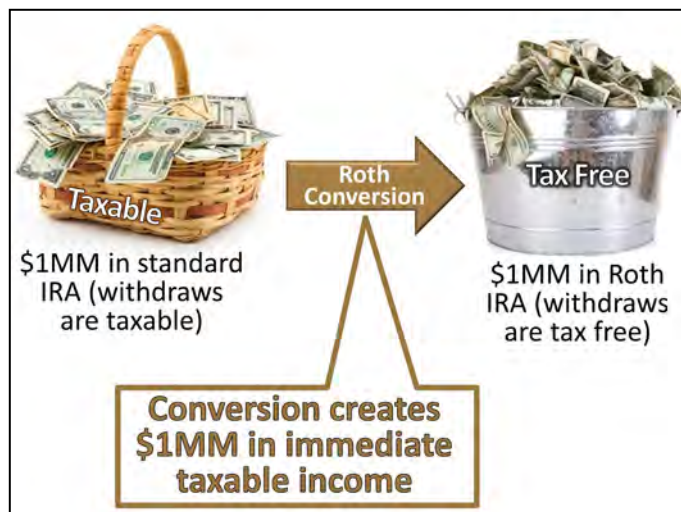 Taxable
Roth
Conversion
Tax Free
$1MM in standard
IRA (withdraws
are taxable)
$1MM in Roth
IRA (withdraws
are tax free)
Conversion creates
$1MM in immediate
taxable income